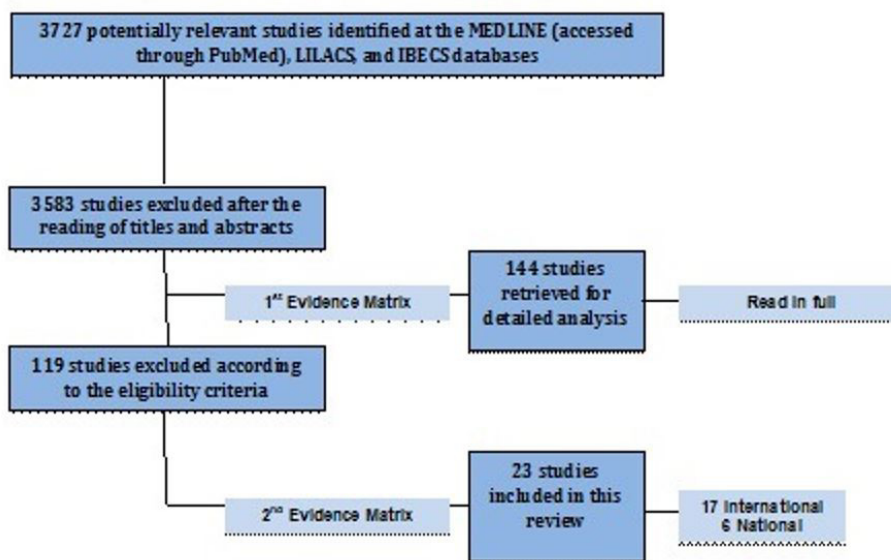 3727 potentially relevant studies identified at the MEDLINE (accessed
through PubMed), LILACS, and IBECS databases
3583 studies excluded after the
reading of titles and abstracts
1st Evidence Matrix
144 studies
retrieved for
detailed analysis
Read in full
119 studies excluded according
to the eligibility criteria
2nd Evidence Matrix
23 studies
included in this
review
17 International
6 National